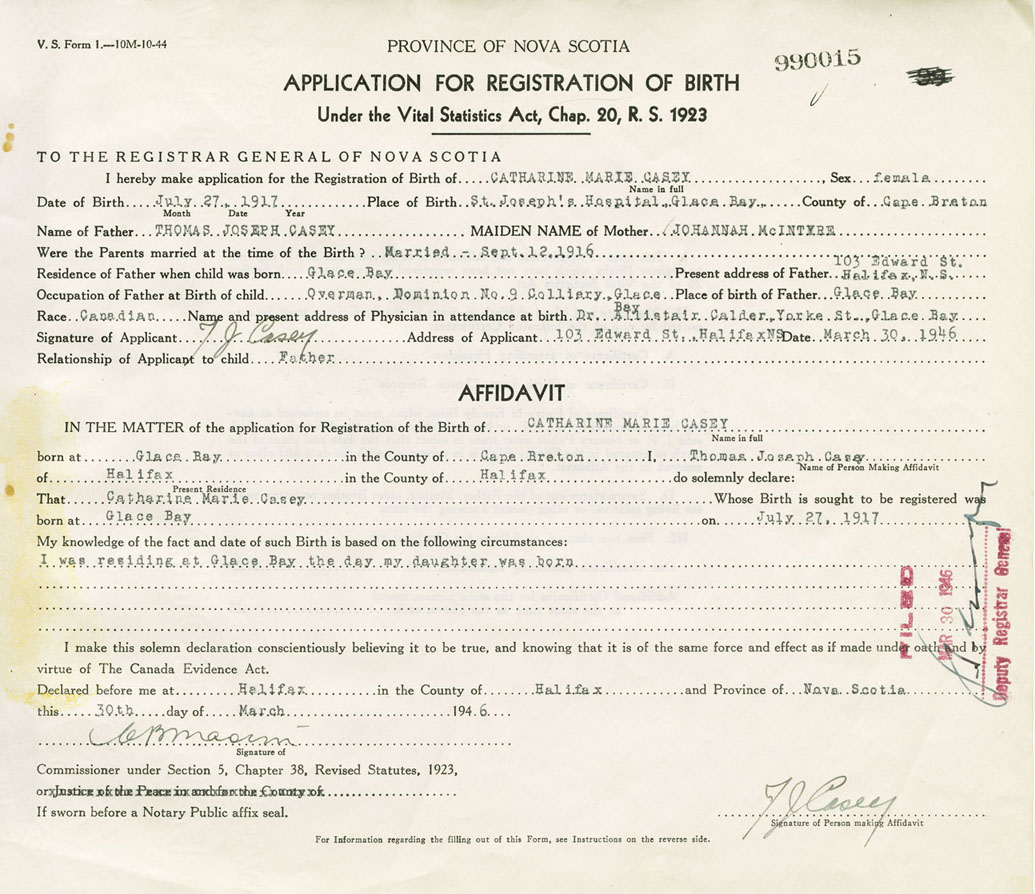 V. S. Form 1.—10M-10-44
PROVINCE OF NOVA SCOTIA
990015
APPLICATION FOR REGISTRATION OF BIRTH
Under the Vital Statistics Act, Chap. 20, R. S. 1923
TO THE REGISTRAR GENERAL OF NOVA SCOTIA
I hereby make application for the Registration of Birth of CATHARINE MARIE CASEY, Sex female
Name in full
Date of Birth July 27, 1917 Place of Birth St. Joseph's Hospital, Glace Bay, County of Cape Breton
Month Date Year
Name of Father THOMAS JOSEPH CASEY MAIDEN NAME of Mother JOHANNAH McINTYRE
Were the Parents married at the time of the Birth? Married - Sept.12,1916
103 Edward St.
Residence of Father when child was born Glace Bay Present address of Father Halifax, N.S.
Occupation of Father at Birth of child Overman, Dominion No.9 Colliary, Glace Bay Place of birth of Father Glace Bay
Race Canadian Name and present address of Physician in attendance at birth Dr. Allistair Calder, Yorke St., Glace Bay
Signature of Applicant T. J. Casey Address of Applicant 103 Edward St., HalifaxNS Date March 30, 1946
Relationship of Applicant to child Father
AFFIDAVIT
IN THE MATTER of the application for Registration of the Birth of CATHARINE MARIE CASEY
Name in full
born at Glace Bay in the County of Cape Breton I, Thomas Joseph Casey
Name of Person Making Affidavit
of Halifax in the County of Halifax do solemnly declare:
Present Residence
That Catharine Marie Casey Whose Birth is sought to be registered was
born at Glace Bay on July 27, 1917
My knowledge of the fact and date of such Birth is based on the following circumstances:
I was residing at Glace Bay the day my daughter was born
FILED
MAR 30 1946
Deputy Registrar General
I make this solemn declaration conscientiously believing it to be true, and knowing that it is of the same force and effect as if made under oath and by
virtue of The Canada Evidence Act.
Declared before me at Halifax in the County of Halifax and Province of Nova Scotia
this 30th day of March 1946
Signature of
Commissioner under Section 5, Chapter 38, Revised Statutes, 1923,
or Justice of the Peace in and for the County of
If sworn before a Notary Public affix seal.
T J Casey
Signature of Person making Affidavit
For Information regarding the filling out of this Form, see Instructions on the reverse side.